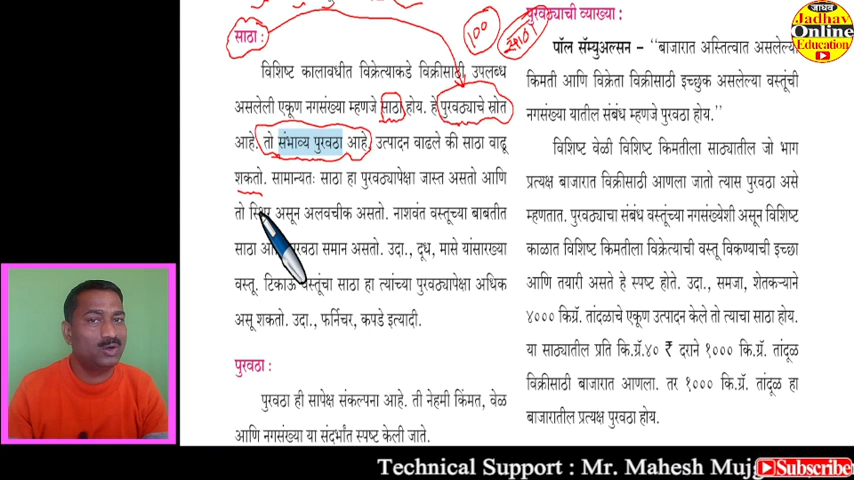 साठा :
विशिष्ट कालावधीत विक्रेत्याकडे विक्रीसाठी उपलब्ध
असलेली एकूण नगसंख्या म्हणजे साठा होय. हे पुरवठ्याचे स्रोत
आहे. तो संभाव्य पुरवठा आहे. उत्पादन वाढले की साठा वाढू
शकतो. सामान्यतः साठा हा पुरवठ्यापेक्षा जास्त असतो आणि
तो स्थिर असून अलवचीक असतो. नाशवंत वस्तूच्या बाबतीत
साठा आणि पुरवठा समान असतो. उदा., दूध, मासे यांसारख्या
वस्तू. टिकाऊ वस्तूंचा साठा हा त्यांच्या पुरवठ्यापेक्षा अधिक
असू शकतो. उदा., फर्निचर, कपडे इत्यादी.
पुरवठा :
पुरवठा ही सापेक्ष संकल्पना आहे. ती नेहमी किंमत, वेळ
आणि नगसंख्या या संदर्भांत स्पष्ट केली जाते.
१००
साठा
पुरवठ्याची व्याख्या :
पॉल सॅम्युअल्सन – ''बाजारात अस्तित्वात असलेल्या
किमती आणि विक्रेता विक्रीसाठी इच्छुक असलेल्या वस्तूंची
नगसंख्या यातील संबंध म्हणजे पुरवठा होय.''
विशिष्ट वेळी विशिष्ट किमतीला साठ्यातील जो भाग
प्रत्यक्ष बाजारात विक्रीसाठी आणला जातो त्यास पुरवठा असे
म्हणतात. पुरवठ्याचा संबंध वस्तूंच्या नगसंख्येशी असून विशिष्ट
काळात विशिष्ट किमतीला विक्रेत्याची वस्तू विकण्याची इच्छा
आणि तयारी असते हे स्पष्ट होते. उदा., समजा, शेतकऱ्याने
४००० किग्रॅ. तांदळाचे एकूण उत्पादन केले तो त्याचा साठा होय.
या साठ्यातील प्रति कि.ग्रॅ.४० ₹ दराने १००० कि.ग्रॅ. तांदूळ
विक्रीसाठी बाजारात आणला. तर १००० कि.ग्रॅ. तांदूळ हा
बाजारातील प्रत्यक्ष पुरवठा होय.
जाधव
Jadhav
Online
Education
Technical Support : Mr. Mahesh Mujg
Subscribe